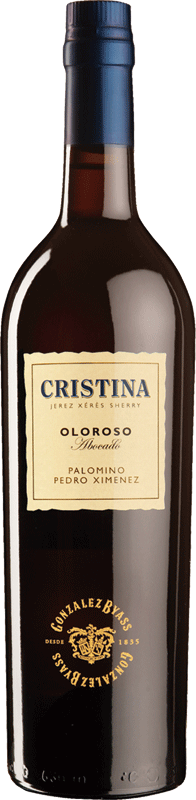 CRISTINA
JEREZ XÉRÈS SHERRY
OLOROSO
Abocado
PALOMINO
PEDRO XIMENEZ
GONZALEZ BYASS
DESDE 1835
GONZALEZ BYASS